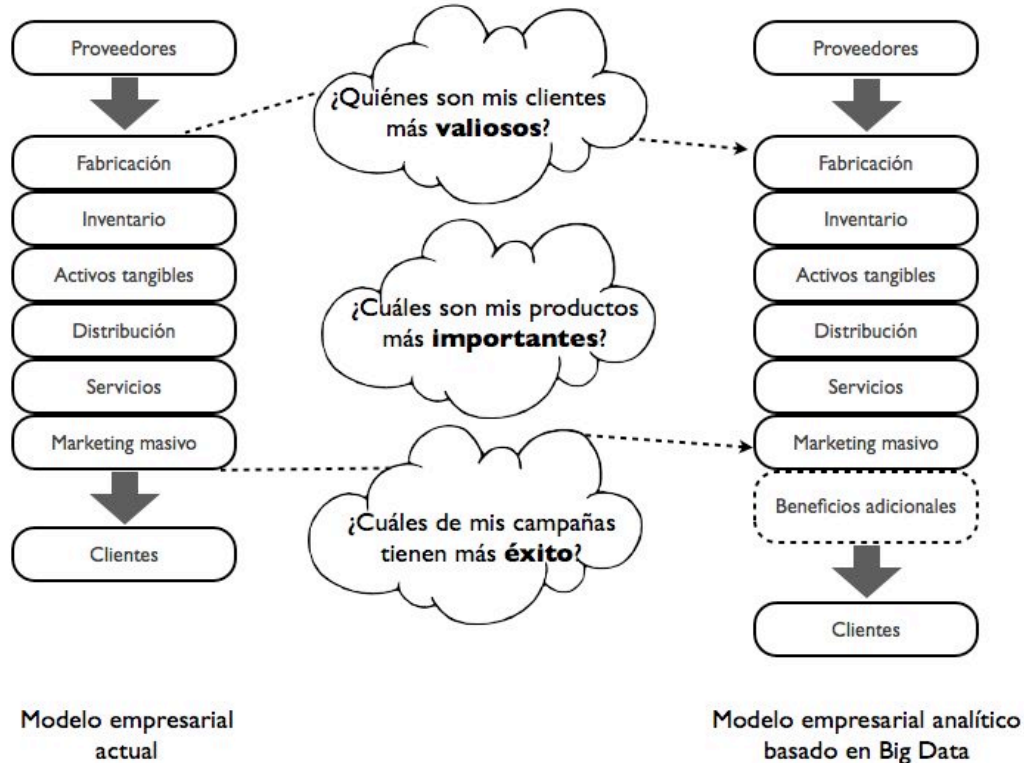 Proveedores
Fabricación
Inventario
Activos tangibles
Distribución
Servicios
Marketing masivo
Clientes
Modelo empresarial
actual
¿Quiénes son mis clientes
más valiosos?
¿Cuáles son mis productos
más importantes?
¿Cuáles de mis campañas
tienen más éxito?
Proveedores
Fabricación
Inventario
Activos tangibles
Distribución
Servicios
Marketing masivo
Beneficios adicionales
Clientes
Modelo empresarial analítico
basado en Big Data